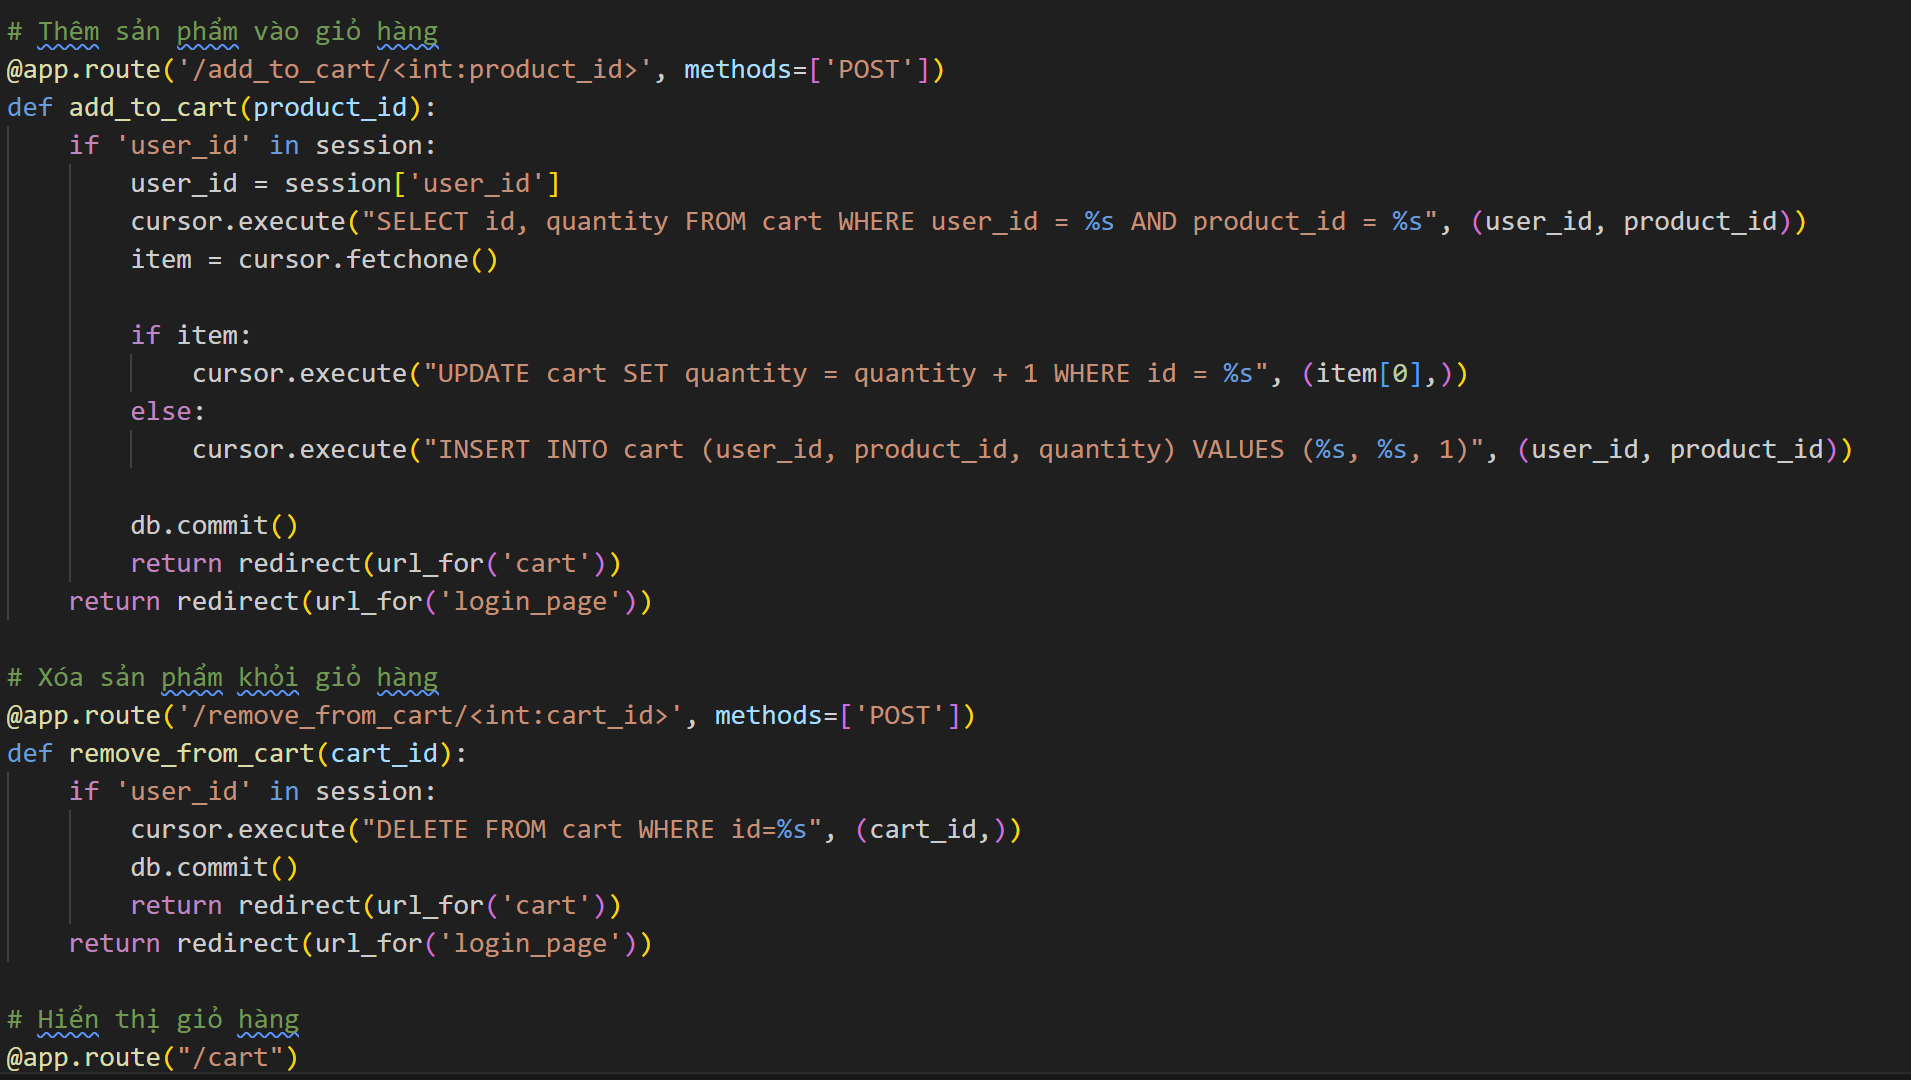 # Thêm sản phẩm vào giỏ hàng
@app.route('/add_to_cart/<int:product_id>', methods=['POST'])
def add_to_cart(product_id):
    if 'user_id' in session:
        user_id = session['user_id']
        cursor.execute("SELECT id, quantity FROM cart WHERE user_id = %s AND product_id = %s", (user_id, product_id))
        item = cursor.fetchone()

        if item:
            cursor.execute("UPDATE cart SET quantity = quantity + 1 WHERE id = %s", (item[0],))
        else:
            cursor.execute("INSERT INTO cart (user_id, product_id, quantity) VALUES (%s, %s, 1)", (user_id, product_id))

        db.commit()
        return redirect(url_for('cart'))
    return redirect(url_for('login_page'))

# Xóa sản phẩm khỏi giỏ hàng
@app.route('/remove_from_cart/<int:cart_id>', methods=['POST'])
def remove_from_cart(cart_id):
    if 'user_id' in session:
        cursor.execute("DELETE FROM cart WHERE id=%s", (cart_id,))
        db.commit()
        return redirect(url_for('cart'))
    return redirect(url_for('login_page'))

# Hiển thị giỏ hàng
@app.route("/cart")